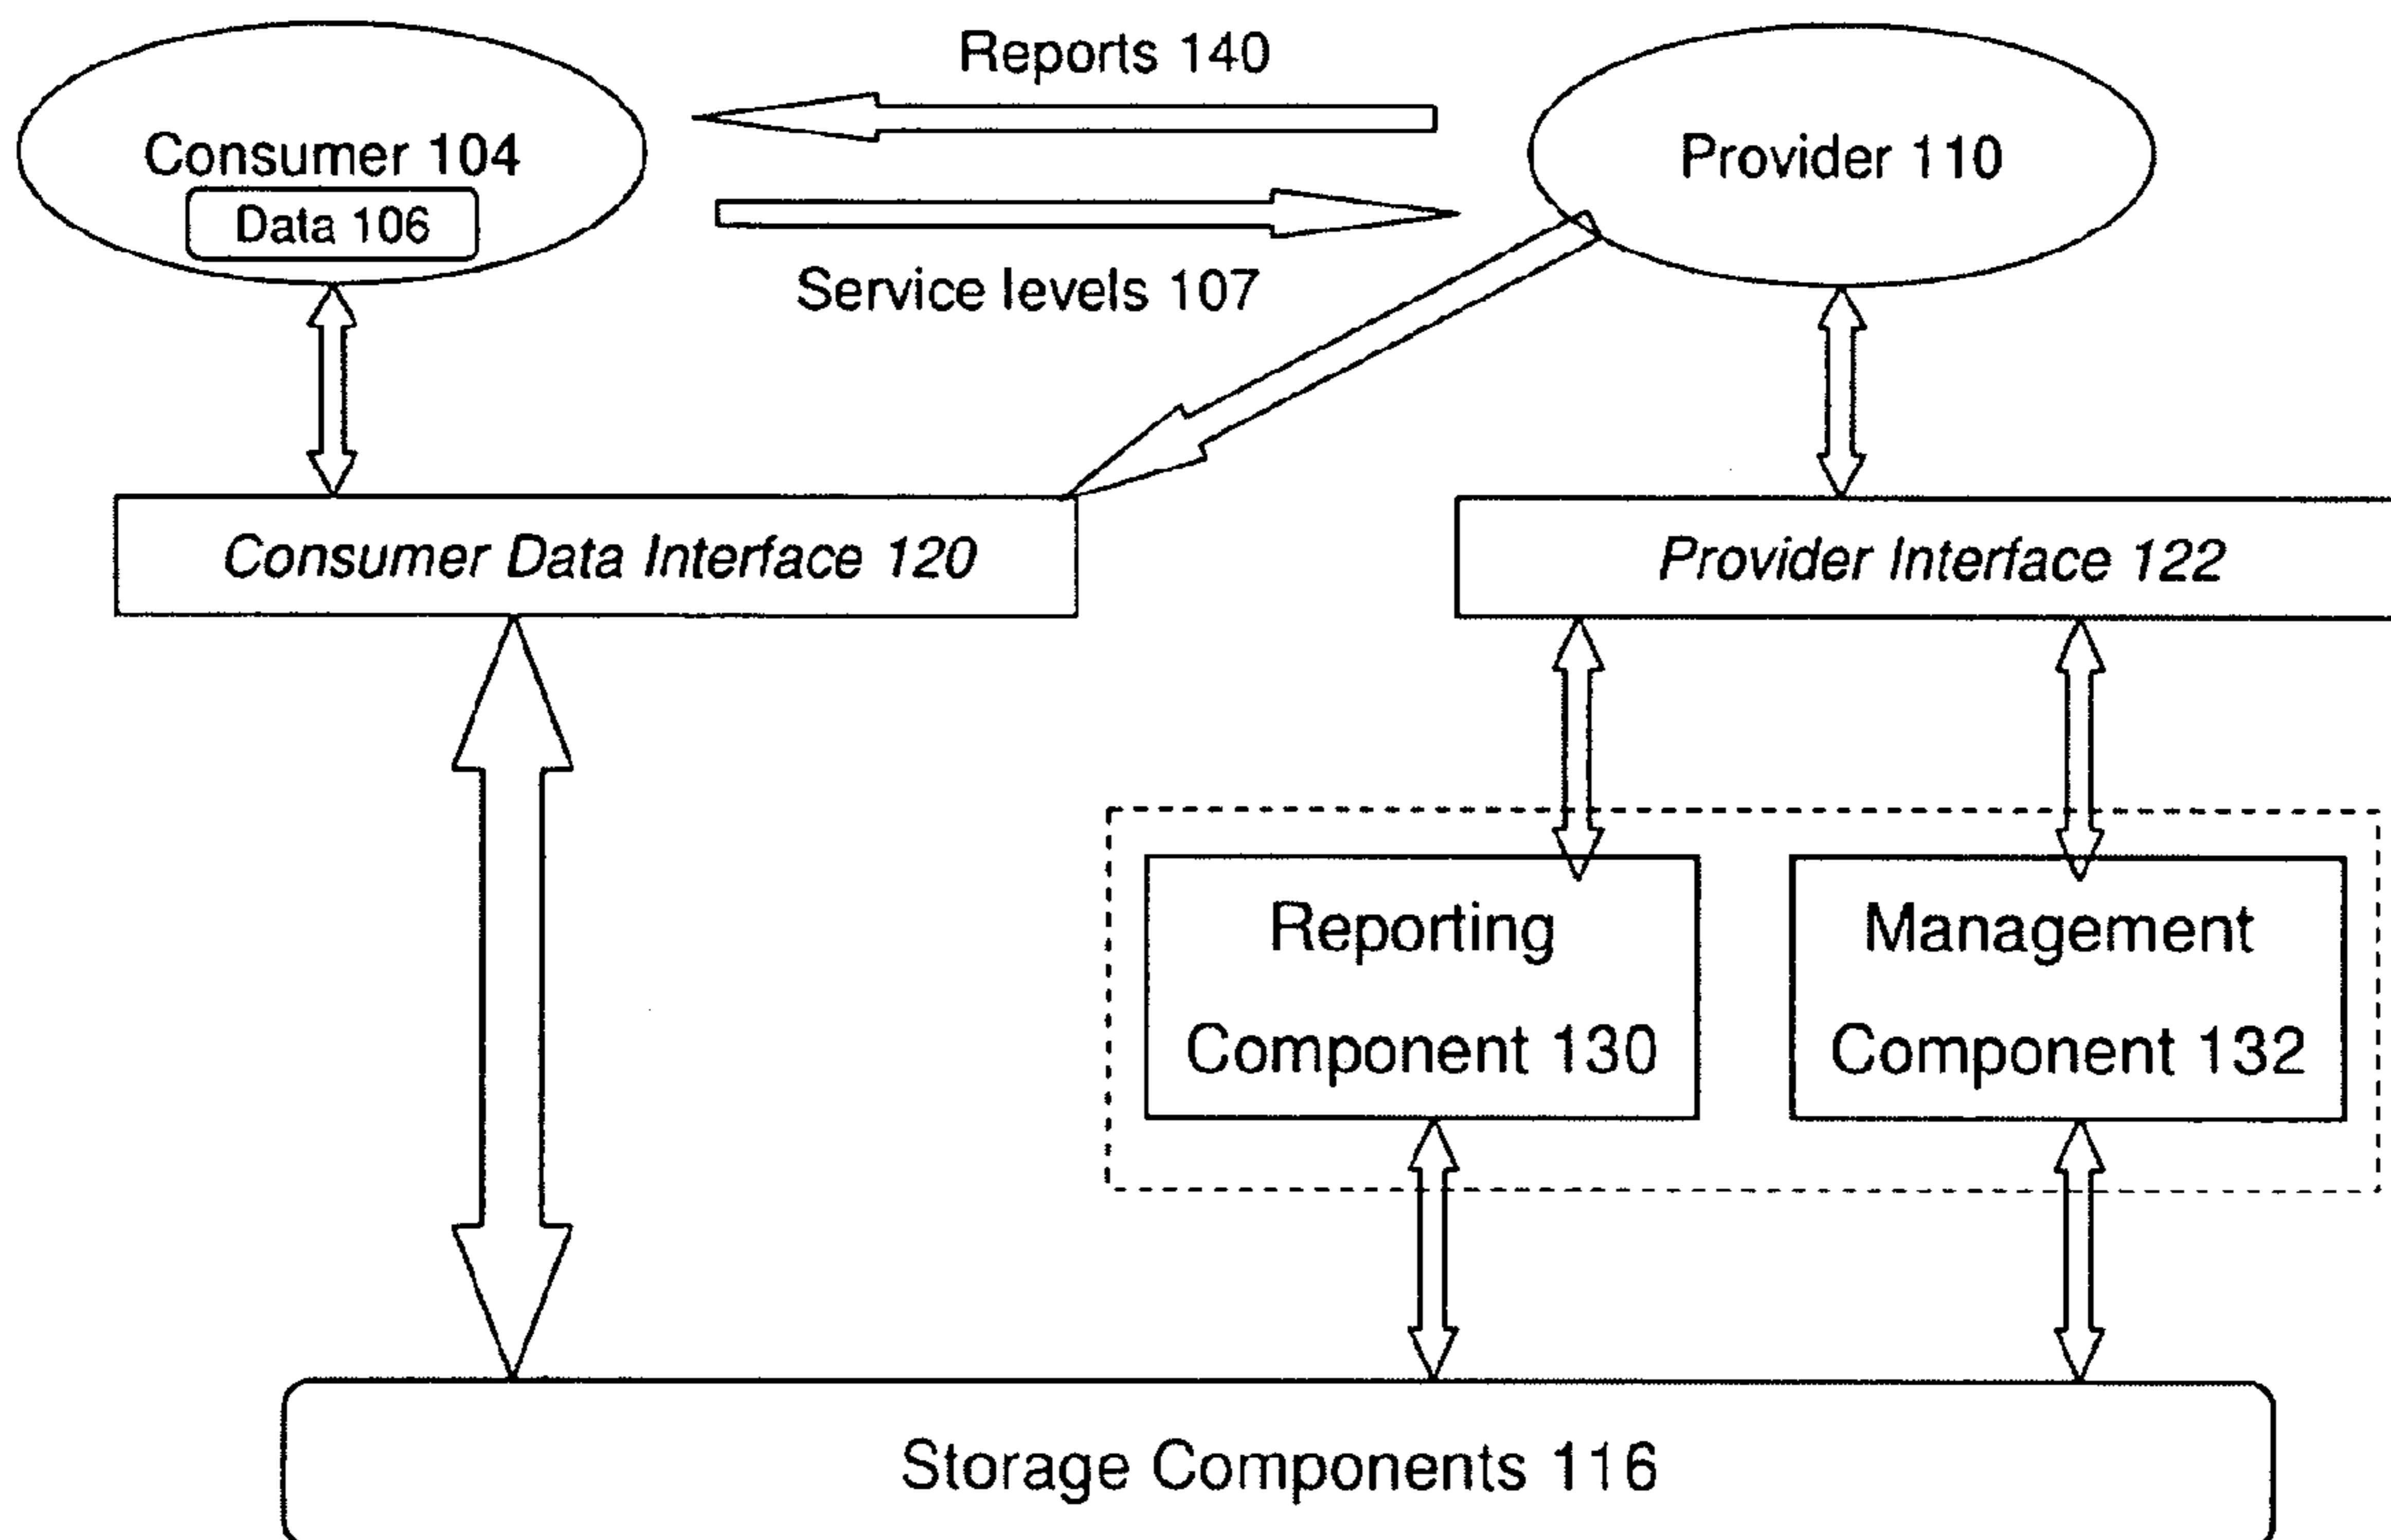 Reports 140
Consumer 104
Data 106
Provider 110
Service levels 107
Consumer Data Interface 120
Provider Interface 122
Reporting
Component 130
Management
Component 132
Storage Components 116